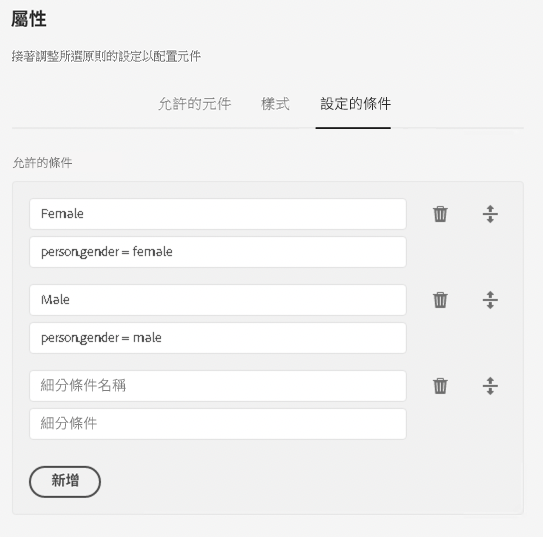 屬性
接著調整所選原則的設定以配置元件
允許的元件 樣式 設定的條件
允許的條件
Female
person.gender = female
Male
person.gender = male
細分條件名稱
細分條件
新增